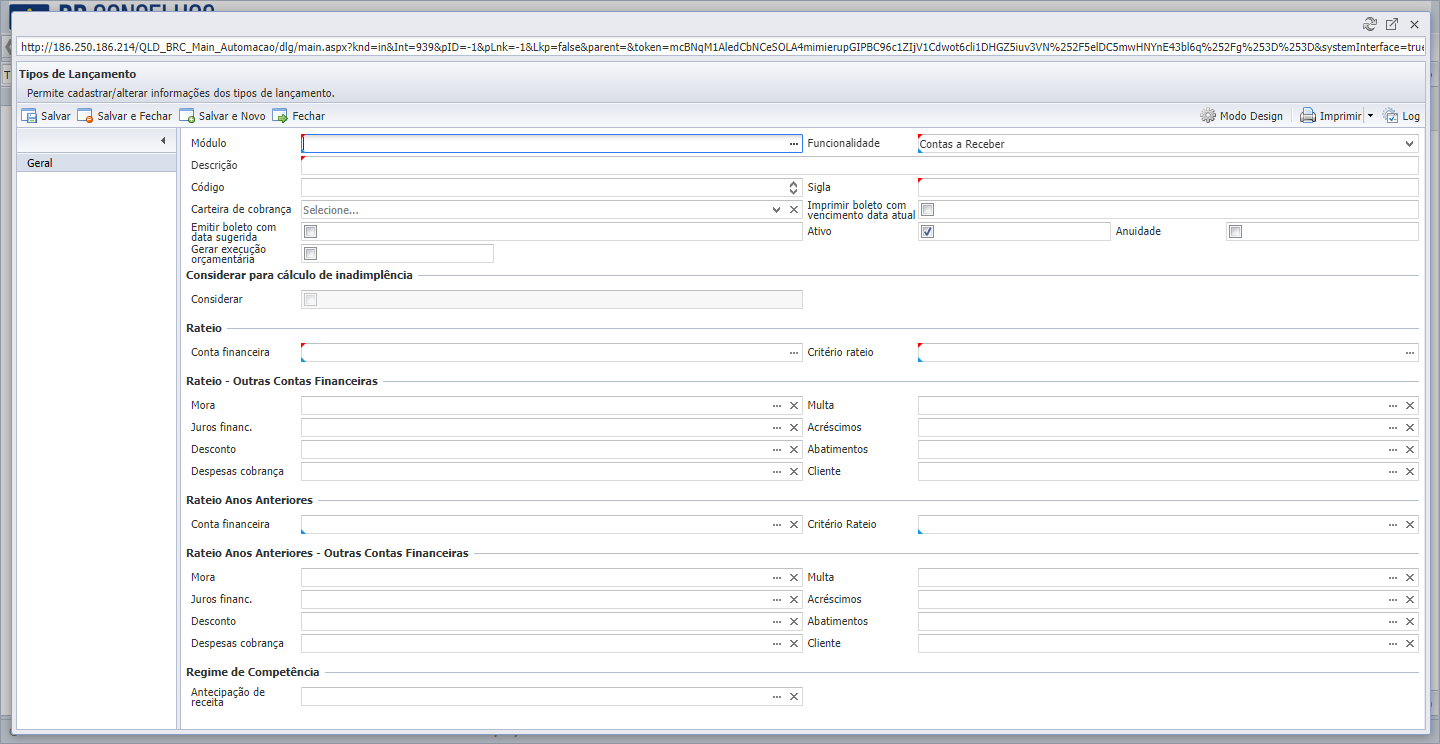 http://186.250.186.214/QLD_BRC_Main_Automacao/dlg/main.aspx?knd=in&Int=939&pID=-1&pLnk=-1&Lkp=false&parent=&token=mcBNqM1AledCbNCeSOLA4mimierupGIPBC96c1ZIjV1Cdwot6cli1DHGZ5iuv3VN%252F5elDC5mwHNYnE43bl6q%252Fg%253D%253D&systemInterface=true
Tipos de Lançamento
Permite cadastrar/alterar informações dos tipos de lançamento.
Salvar Salvar e Fechar Salvar e Novo Fechar Modo Design Imprimir Log
Geral
Módulo Funcionalidade Contas a Receber
Descrição
Código Sigla
Carteira de cobrança Selecione... Imprimir boleto com
vencimento data atual
Emitir boleto com
data sugerida Ativo Anuidade
Gerar execução
orçamentária
Considerar para cálculo de inadimplência
Considerar
Rateio
Conta financeira Critério rateio
Rateio - Outras Contas Financeiras
Mora Multa
Juros financ. Acréscimos
Desconto Abatimentos
Despesas cobrança Cliente
Rateio Anos Anteriores
Conta financeira Critério Rateio
Rateio Anos Anteriores - Outras Contas Financeiras
Mora Multa
Juros financ. Acréscimos
Desconto Abatimentos
Despesas cobrança Cliente
Regime de Competência
Antecipação de
receita